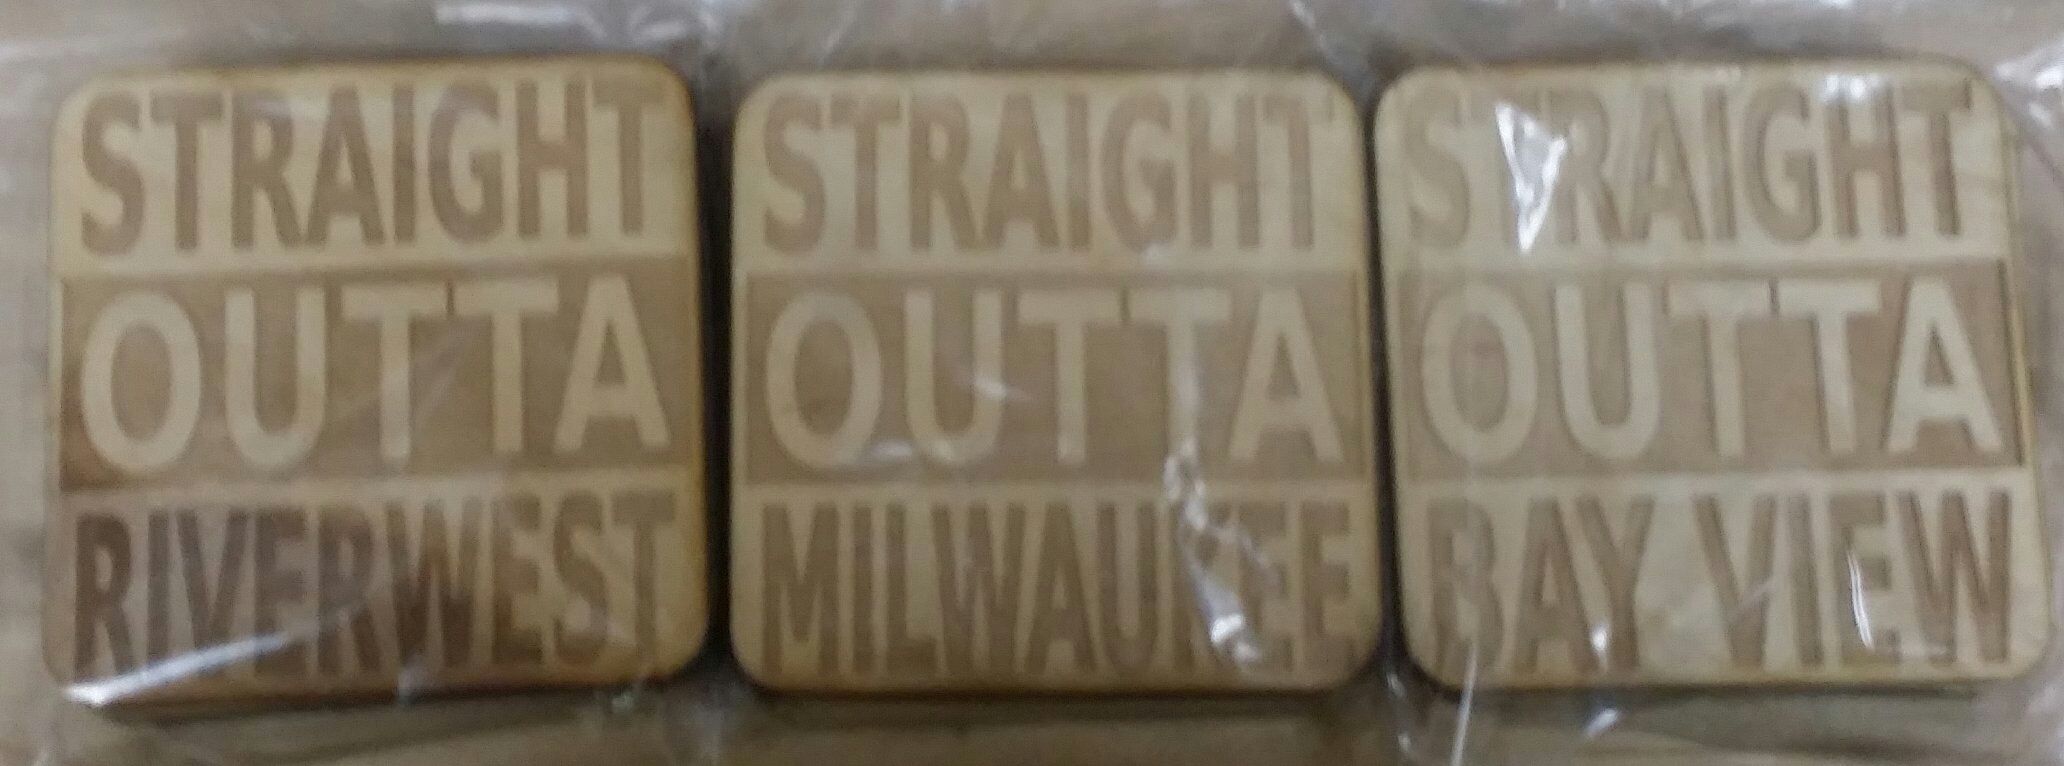 STRAIGHT
OUTTA
RIVERWEST
STRAIGHT
OUTTA
MILWAUKEE
STRAIGHT
OUTTA
BAY VIEW